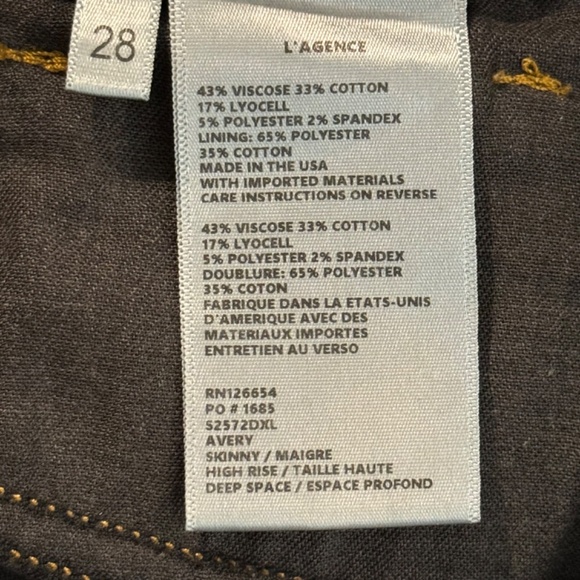 28
L'AGENCE
43% VISCOSE 33% COTTON
17% LYOCELL
5% POLYESTER 2% SPANDEX
LINING: 65% POLYESTER
35% COTTON
MADE IN THE USA
WITH IMPORTED MATERIALS
CARE INSTRUCTIONS ON REVERSE
43% VISCOSE 33% COTTON
17% LYOCELL
5% POLYESTER 2% SPANDEX
DOUBLURE: 65% POLYESTER
35% COTON
FABRIQUE DANS LA ETATS-UNIS
D'AMERIQUE AVEC DES
MATERIAUX IMPORTES
ENTRETIEN AU VERSO
RN126654
PO # 1685
S2572DXL
AVERY
SKINNY / MAIGRE
HIGH RISE / TAILLE HAUTE
DEEP SPACE / ESPACE PROFOND